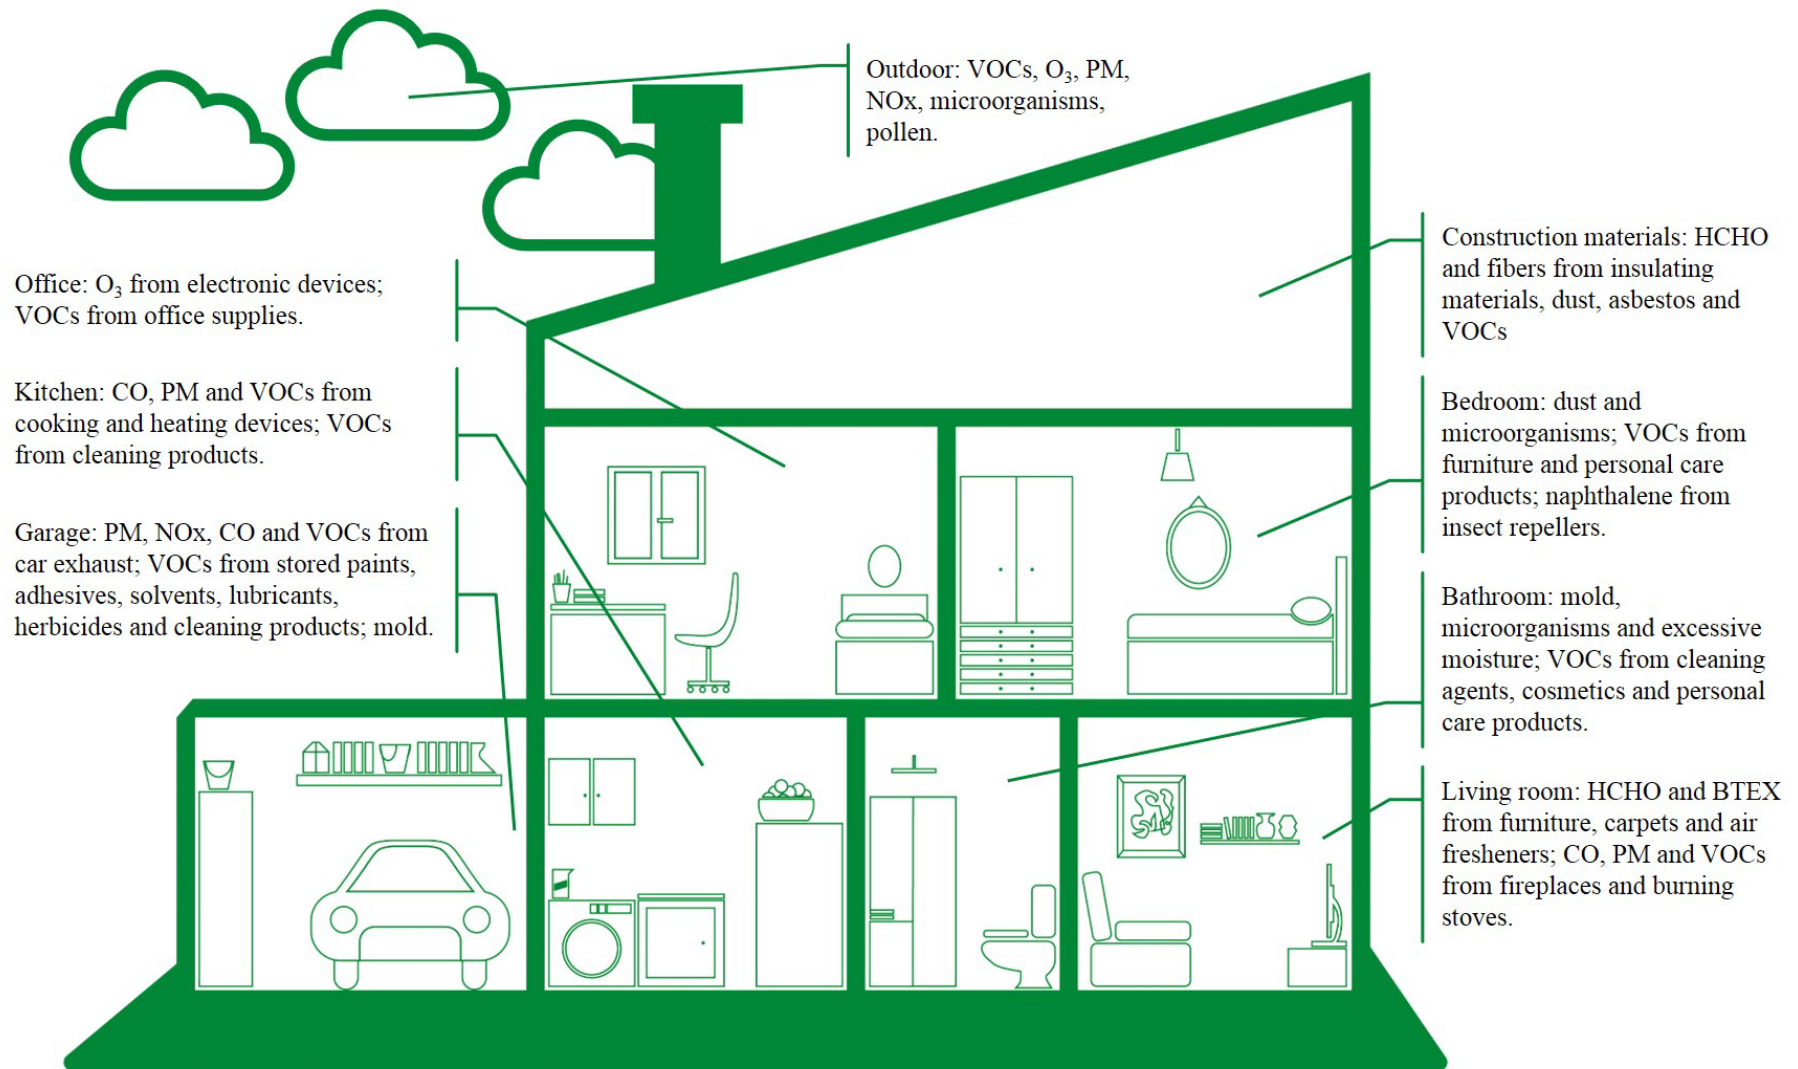 Outdoor: VOCs, O₃, PM,
NOx, microorganisms,
pollen.
Office: O₃ from electronic devices;
VOCs from office supplies.
Kitchen: CO, PM and VOCs from
cooking and heating devices; VOCs
from cleaning products.
Garage: PM, NOx, CO and VOCs from
car exhaust; VOCs from stored paints,
adhesives, solvents, lubricants,
herbicides and cleaning products; mold.
Construction materials: HCHO
and fibers from insulating
materials, dust, asbestos and
VOCs
Bedroom: dust and
microorganisms; VOCs from
furniture and personal care
products; naphthalene from
insect repellers.
Bathroom: mold,
microorganisms and excessive
moisture; VOCs from cleaning
agents, cosmetics and personal
care products.
Living room: HCHO and BTEX
from furniture, carpets and air
fresheners; CO, PM and VOCs
from fireplaces and burning
stoves.